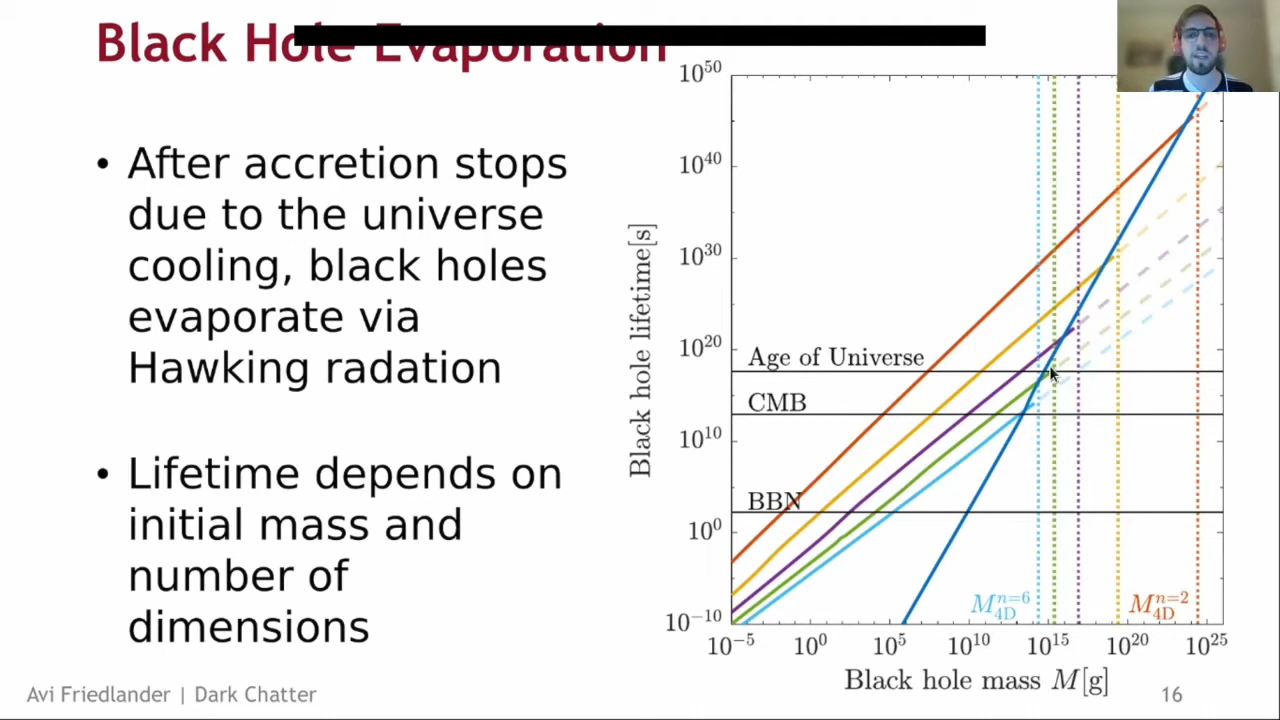 Black Hole Evaporation
• After accretion stops
due to the universe
cooling, black holes
evaporate via
Hawking radation
• Lifetime depends on
initial mass and
number of
dimensions
Black hole lifetime[s]
10^50
10^40
10^30
10^20
10^10
10^0
10^−10
Age of Universe
CMB
BBN
M_4D^n=6
M_4D^n=2
10^−5 10^0 10^5 10^10 10^15 10^20 10^25
Black hole mass M[g]
Avi Friedlander | Dark Chatter
16